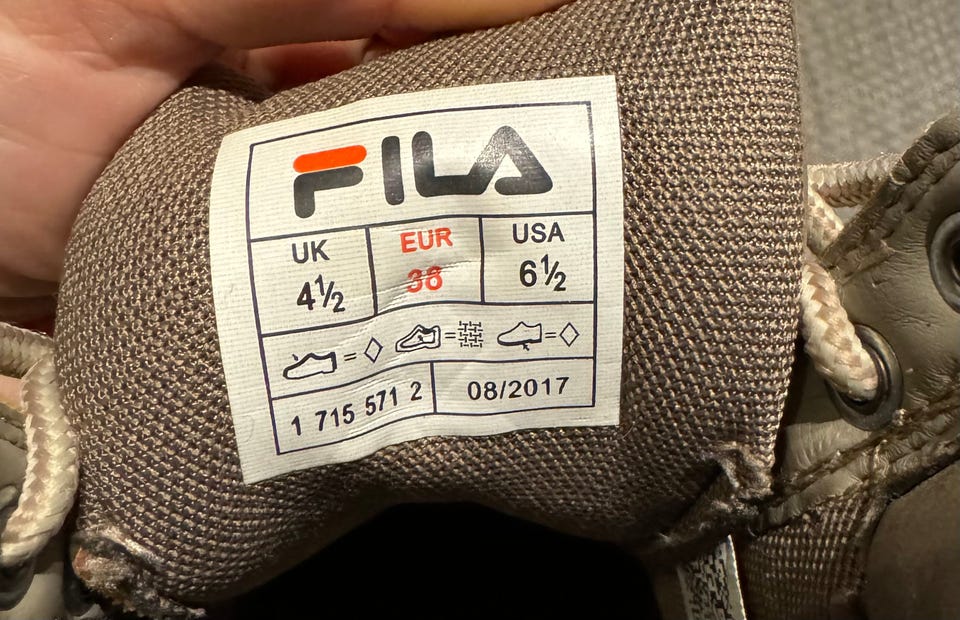 FILA
UK EUR USA
4½ 38 6½
= =  =
1 715 571 2 08/2017